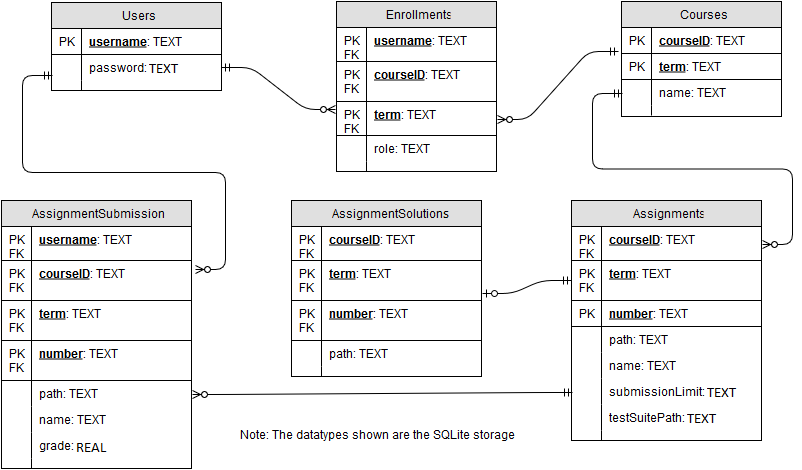 Users
PK username: TEXT
password: TEXT
Enrollments
PK
FK username: TEXT
PK
FK courseID: TEXT
PK
FK term: TEXT
role: TEXT
Courses
PK courseID: TEXT
PK term: TEXT
name: TEXT
AssignmentSubmission
PK
FK username: TEXT
PK
FK courseID: TEXT
PK
FK term: TEXT
PK
FK number: TEXT
path: TEXT
name: TEXT
grade: REAL
AssignmentSolutions
PK
FK courseID: TEXT
PK
FK term: TEXT
PK
FK number: TEXT
path: TEXT
Assignments
PK
FK courseID: TEXT
PK
FK term: TEXT
PK number: TEXT
path: TEXT
name: TEXT
submissionLimit: TEXT
testSuitePath: TEXT
Note: The datatypes shown are the SQLite storage